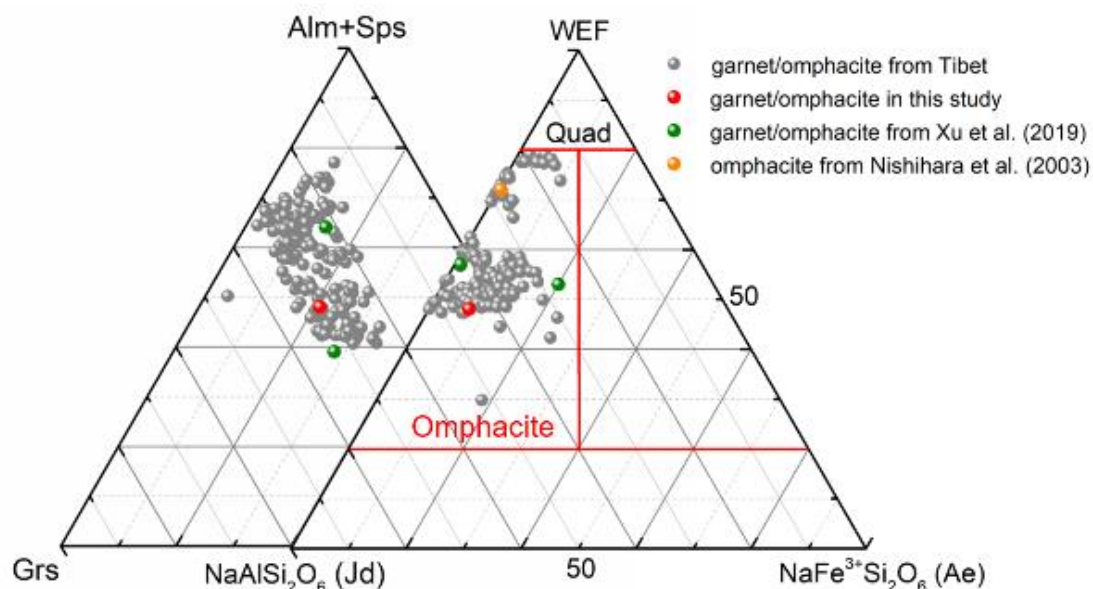 Alm+Sps
WEF
garnet/omphacite from Tibet
garnet/omphacite in this study
garnet/omphacite from Xu et al. (2019)
omphacite from Nishihara et al. (2003)
Quad
50
Omphacite
Grs
NaAlSi₂O₆ (Jd)
50
NaFe³⁺Si₂O₆ (Ae)